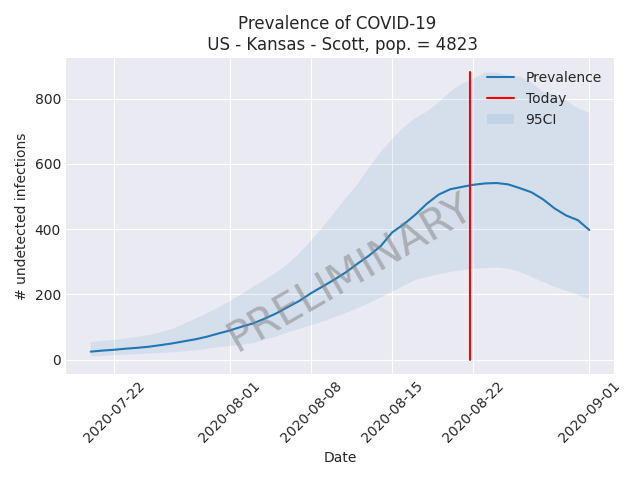 Prevalence of COVID-19
US - Kansas - Scott, pop. = 4823
Prevalence
Today
95CI
800
600
400
200
0
# undetected infections
PRELIMINARY
2020-07-22
2020-08-01
2020-08-08
2020-08-15
2020-08-22
2020-09-01
Date